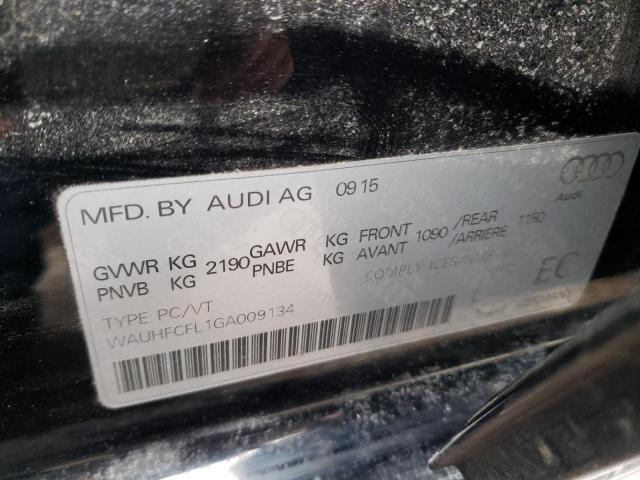 MFD. BY AUDI AG 09 15
Audi
GVWR KG 2190 GAWR KG FRONT 1090 /REAR 1150
PNVB KG PNBE KG AVANT /ARRIERE
COMPLY
EC
TYPE PC/VT
WAUHFCFL1GA009134